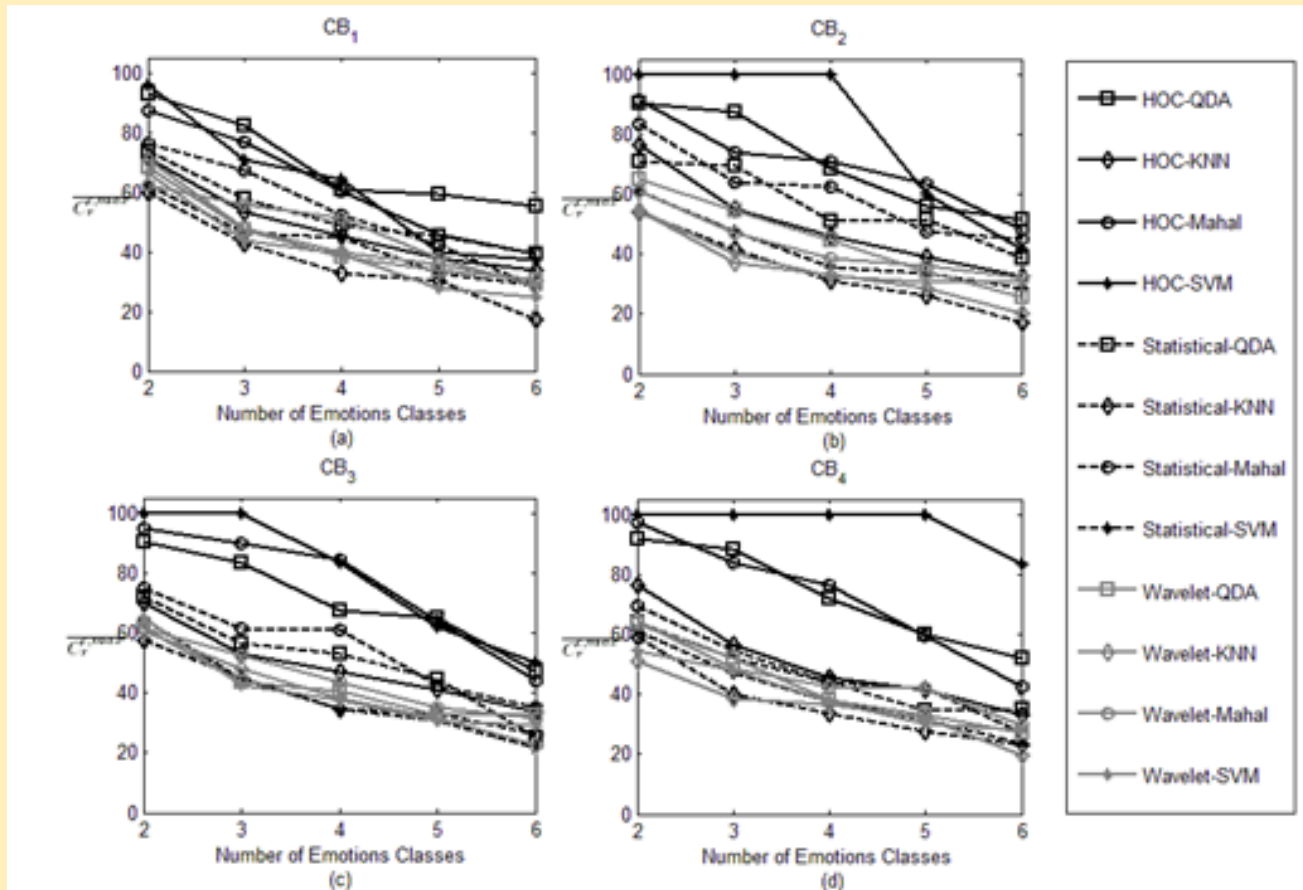 CB1
100
80
60
40
20
0
2 3 4 5 6
Number of Emotions Classes
(a)
CB2
100
80
60
40
20
0
2 3 4 5 6
Number of Emotions Classes
(b)
CB3
100
80
60
40
20
0
2 3 4 5 6
Number of Emotions Classes
(c)
CB4
100
80
60
40
20
0
2 3 4 5 6
Number of Emotions Classes
(d)
HOC-QDA
HOC-KNN
HOC-Mahal
HOC-SVM
Statistical-QDA
Statistical-KNN
Statistical-Mahal
Statistical-SVM
Wavelet-QDA
Wavelet-KNN
Wavelet-Mahal
Wavelet-SVM